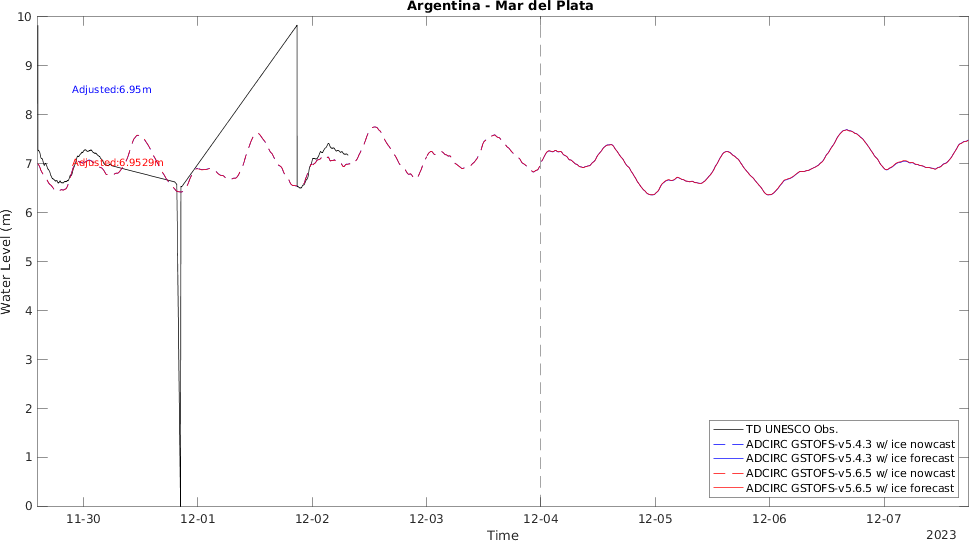 Argentina - Mar del Plata
10
9
8
7
6
5
4
3
2
1
0
Water Level (m)
Adjusted:6.95m
Adjusted:6.9529m
TD UNESCO Obs.
ADCIRC GSTOFS-v5.4.3 w/ ice nowcast
ADCIRC GSTOFS-v5.4.3 w/ ice forecast
ADCIRC GSTOFS-v5.6.5 w/ ice nowcast
ADCIRC GSTOFS-v5.6.5 w/ ice forecast
11-30 12-01 12-02 12-03 12-04 12-05 12-06 12-07
Time
2023